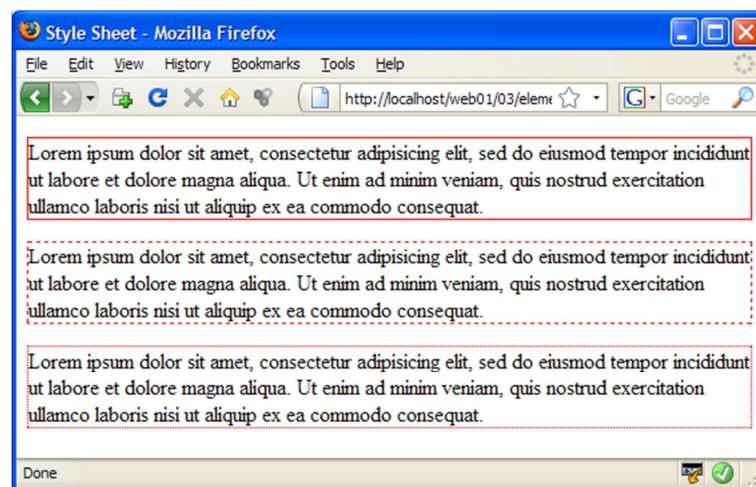 Style Sheet - Mozilla Firefox
File Edit View History Bookmarks Tools Help
http://localhost/web01/03/eleme G Google
Lorem ipsum dolor sit amet, consectetur adipisicing elit, sed do eiusmod tempor incididunt
ut labore et dolore magna aliqua. Ut enim ad minim veniam, quis nostrud exercitation
ullamco laboris nisi ut aliquip ex ea commodo consequat.
Lorem ipsum dolor sit amet, consectetur adipisicing elit, sed do eiusmod tempor incididunt
ut labore et dolore magna aliqua. Ut enim ad minim veniam, quis nostrud exercitation
ullamco laboris nisi ut aliquip ex ea commodo consequat.
Lorem ipsum dolor sit amet, consectetur adipisicing elit, sed do eiusmod tempor incididunt
ut labore et dolore magna aliqua. Ut enim ad minim veniam, quis nostrud exercitation
ullamco laboris nisi ut aliquip ex ea commodo consequat.
Done